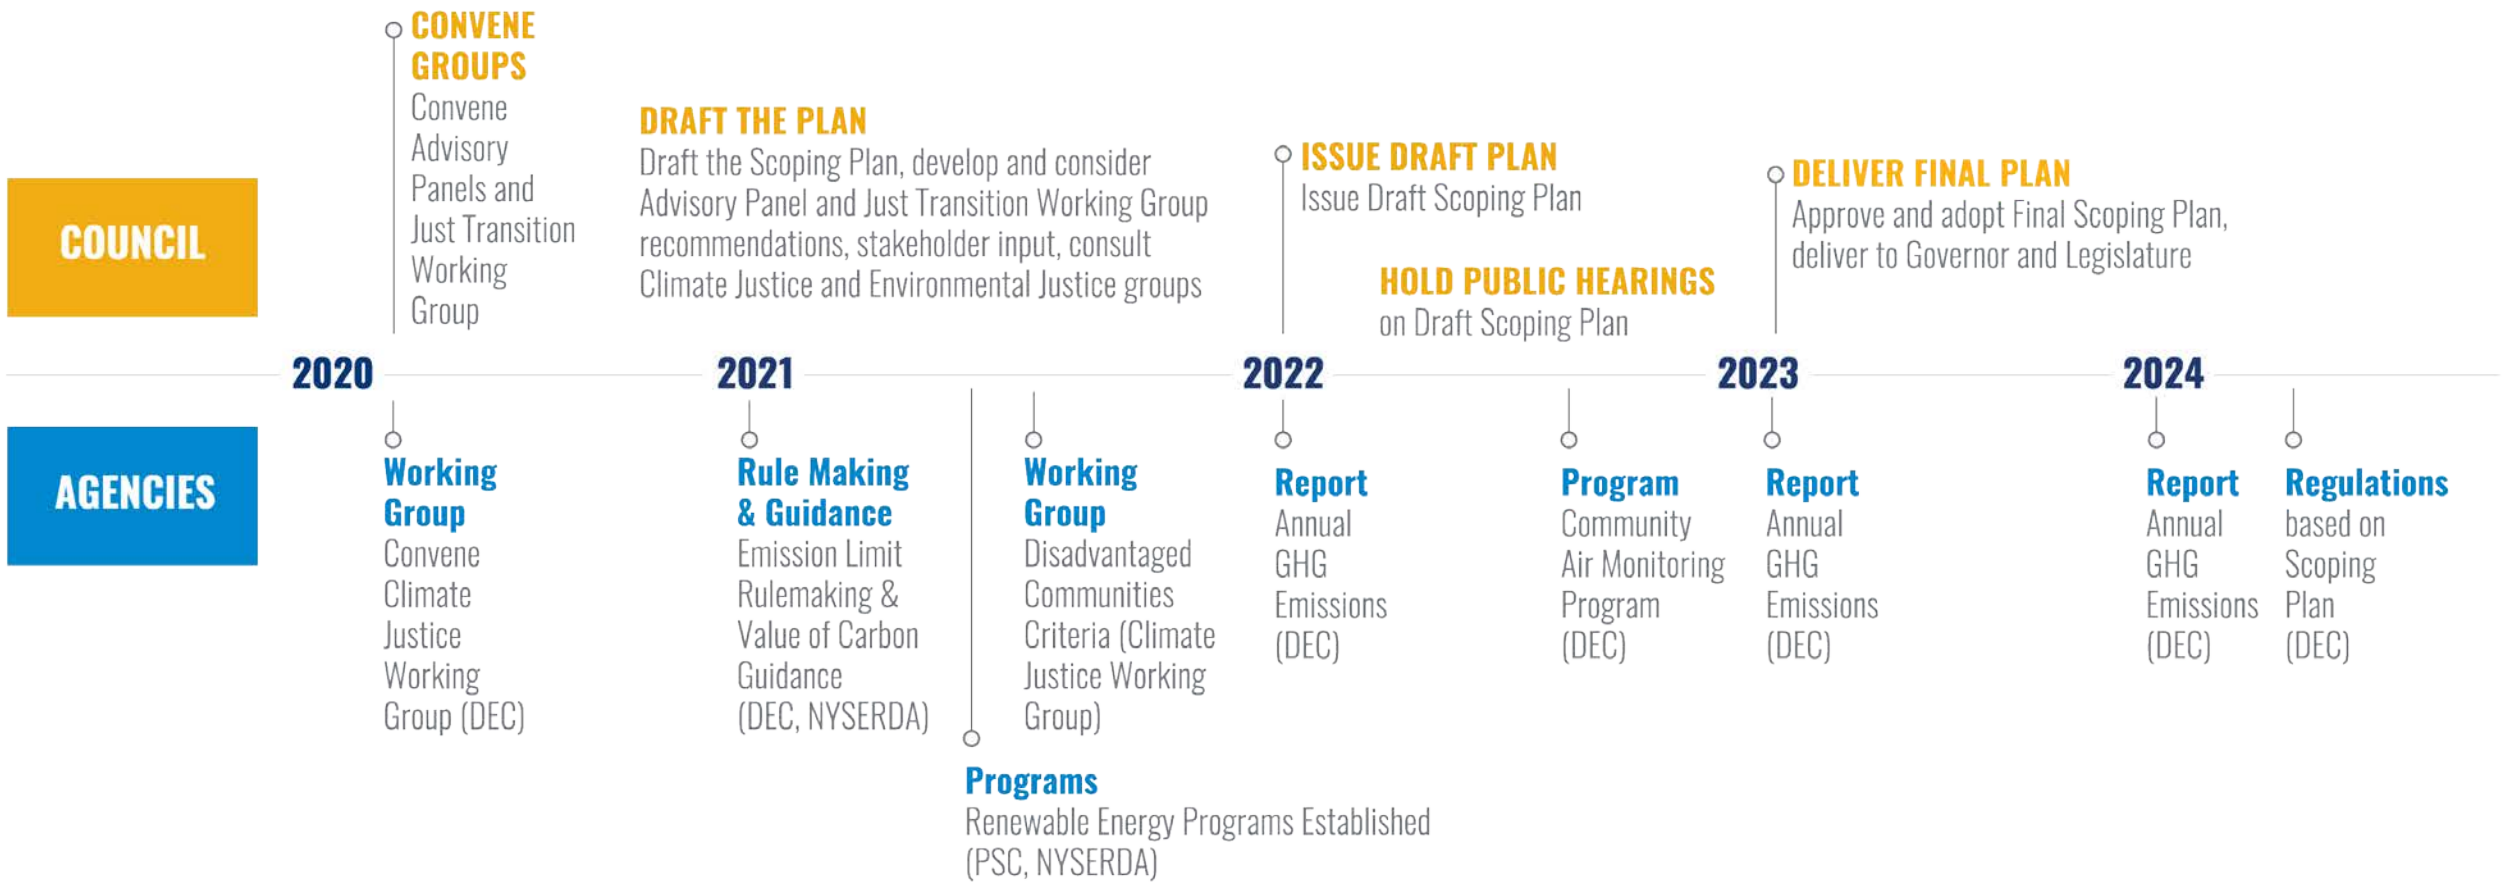 CONVENE
GROUPS
Convene
Advisory
Panels and
Just Transition
Working
Group
DRAFT THE PLAN
Draft the Scoping Plan, develop and consider
Advisory Panel and Just Transition Working Group
recommendations, stakeholder input, consult
Climate Justice and Environmental Justice groups
ISSUE DRAFT PLAN
Issue Draft Scoping Plan
HOLD PUBLIC HEARINGS
on Draft Scoping Plan
DELIVER FINAL PLAN
Approve and adopt Final Scoping Plan,
deliver to Governor and Legislature
COUNCIL
2020
2021
2022
2023
2024
AGENCIES
Working
Group
Convene
Climate
Justice
Working
Group (DEC)
Rule Making
& Guidance
Emission Limit
Rulemaking &
Value of Carbon
Guidance
(DEC, NYSERDA)
Programs
Renewable Energy Programs Established
(PSC, NYSERDA)
Working
Group
Disadvantaged
Communities
Criteria (Climate
Justice Working
Group)
Report
Annual
GHG
Emissions
(DEC)
Program
Community
Air Monitoring
Program
(DEC)
Report
Annual
GHG
Emissions
(DEC)
Report
Annual
GHG
Emissions
(DEC)
Regulations
based on
Scoping
Plan
(DEC)